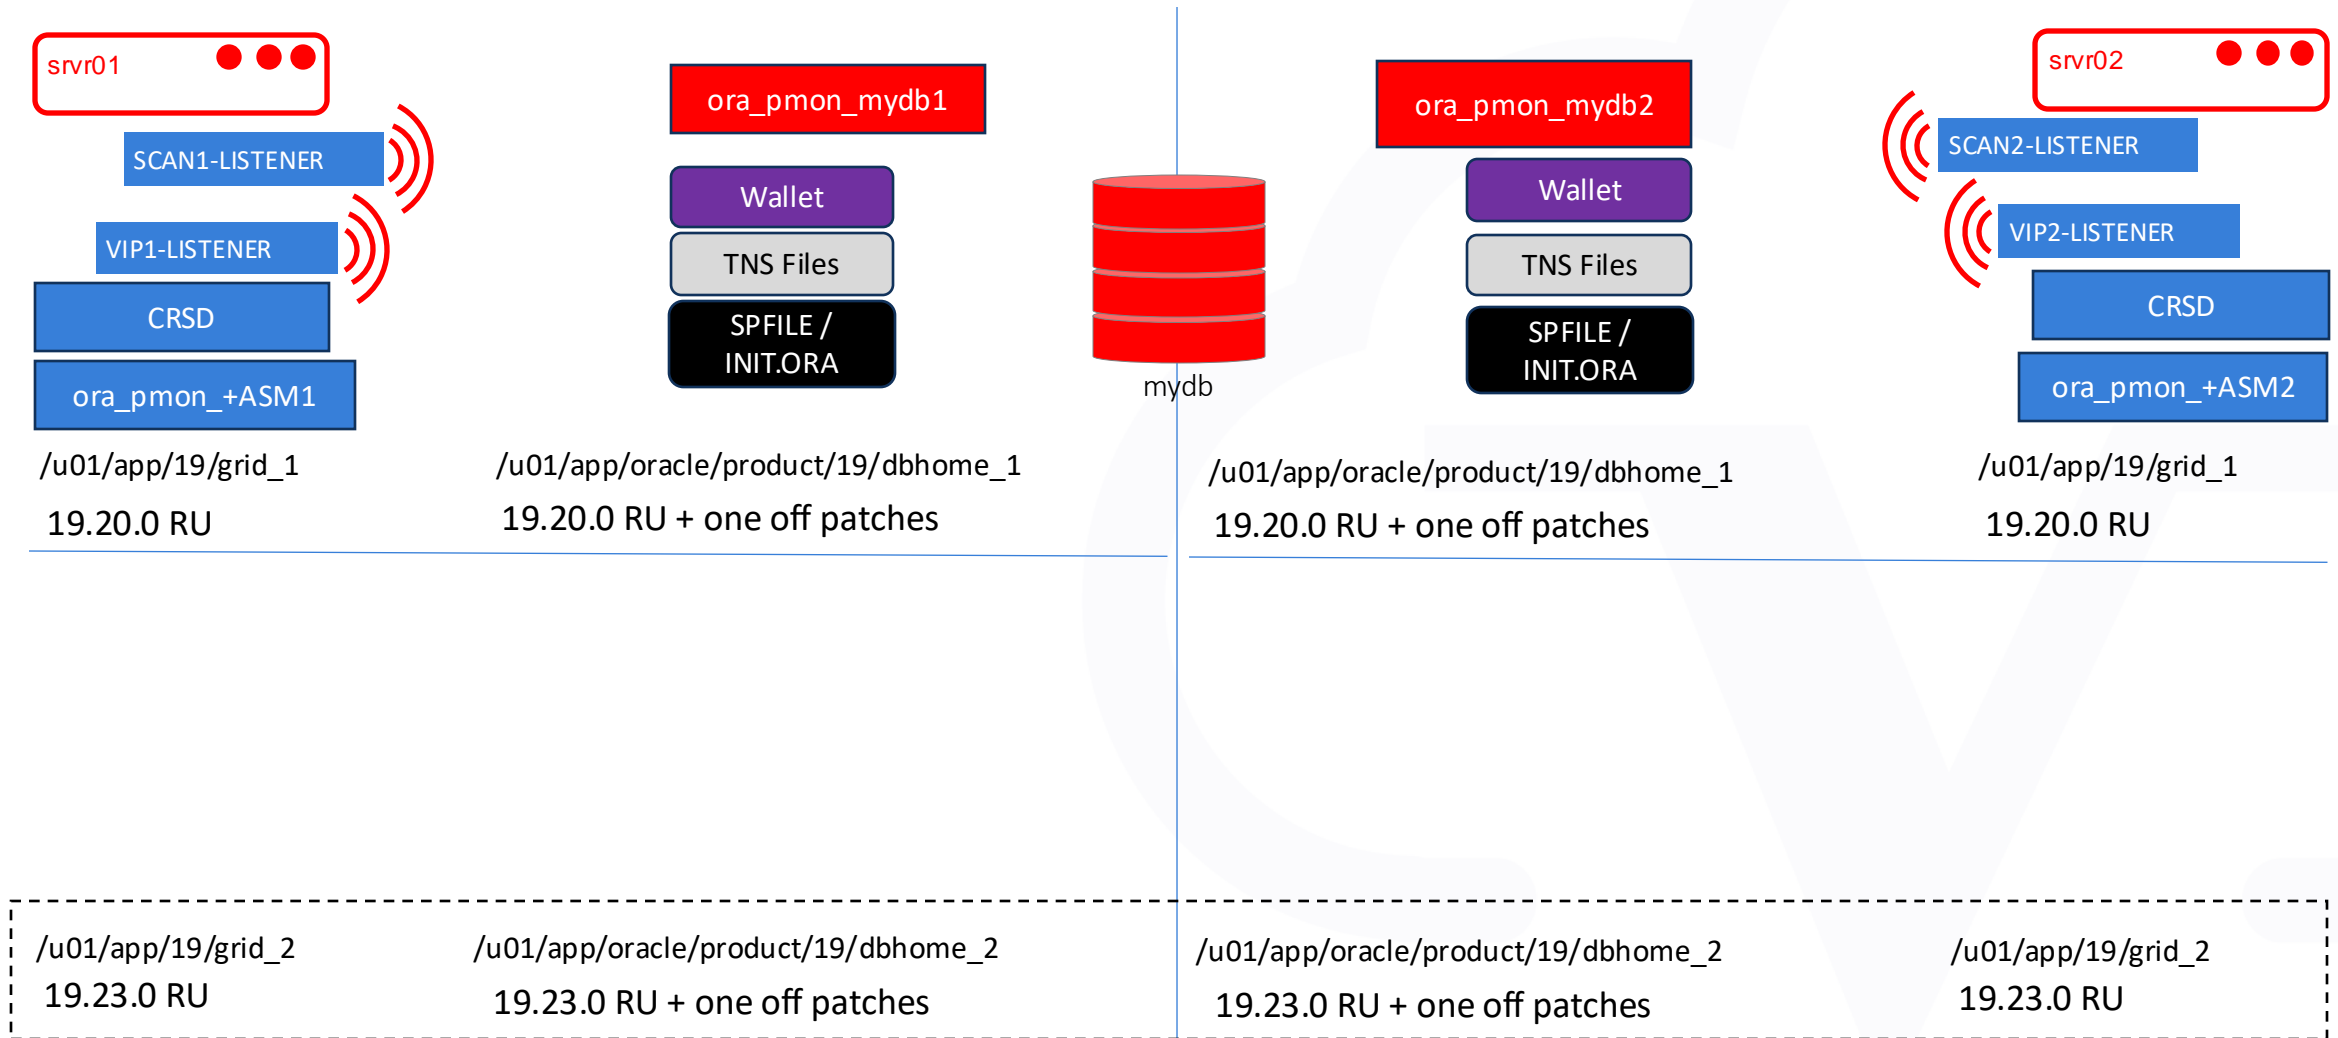 srvr01
SCAN1-LISTENER
VIP1-LISTENER
CRSD
ora_pmon_+ASM1
/u01/app/19/grid_1
19.20.0 RU
ora_pmon_mydb1
Wallet
TNS Files
SPFILE /
INIT.ORA
/u01/app/oracle/product/19/dbhome_1
19.20.0 RU + one off patches
mydb
ora_pmon_mydb2
Wallet
TNS Files
SPFILE /
INIT.ORA
/u01/app/oracle/product/19/dbhome_1
19.20.0 RU + one off patches
srvr02
SCAN2-LISTENER
VIP2-LISTENER
CRSD
ora_pmon_+ASM2
/u01/app/19/grid_1
19.20.0 RU
/u01/app/19/grid_2
19.23.0 RU
/u01/app/oracle/product/19/dbhome_2
19.23.0 RU + one off patches
/u01/app/oracle/product/19/dbhome_2
19.23.0 RU + one off patches
/u01/app/19/grid_2
19.23.0 RU